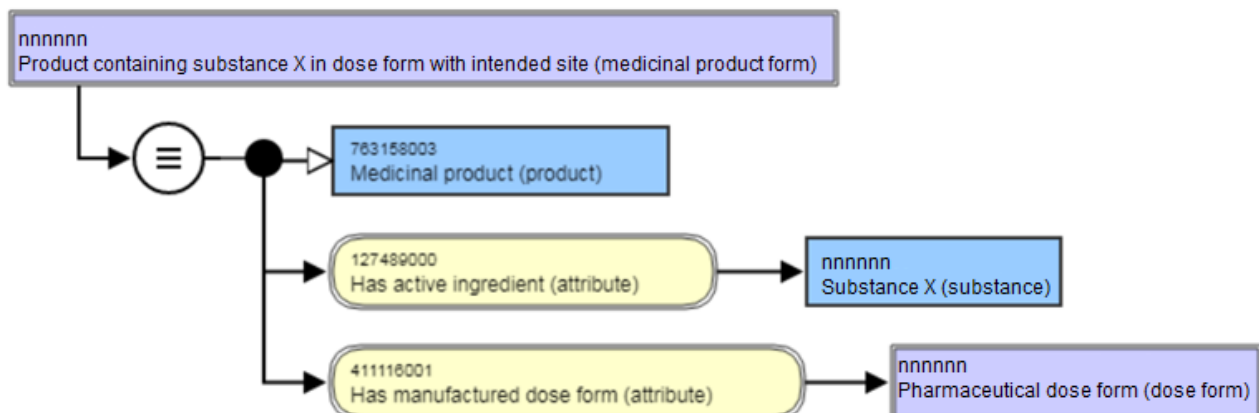 nnnnnn
Product containing substance X in dose form with intended site (medicinal product form)
763158003
Medicinal product (product)
127489000
Has active ingredient (attribute)
nnnnnn
Substance X (substance)
411116001
Has manufactured dose form (attribute)
nnnnnn
Pharmaceutical dose form (dose form)